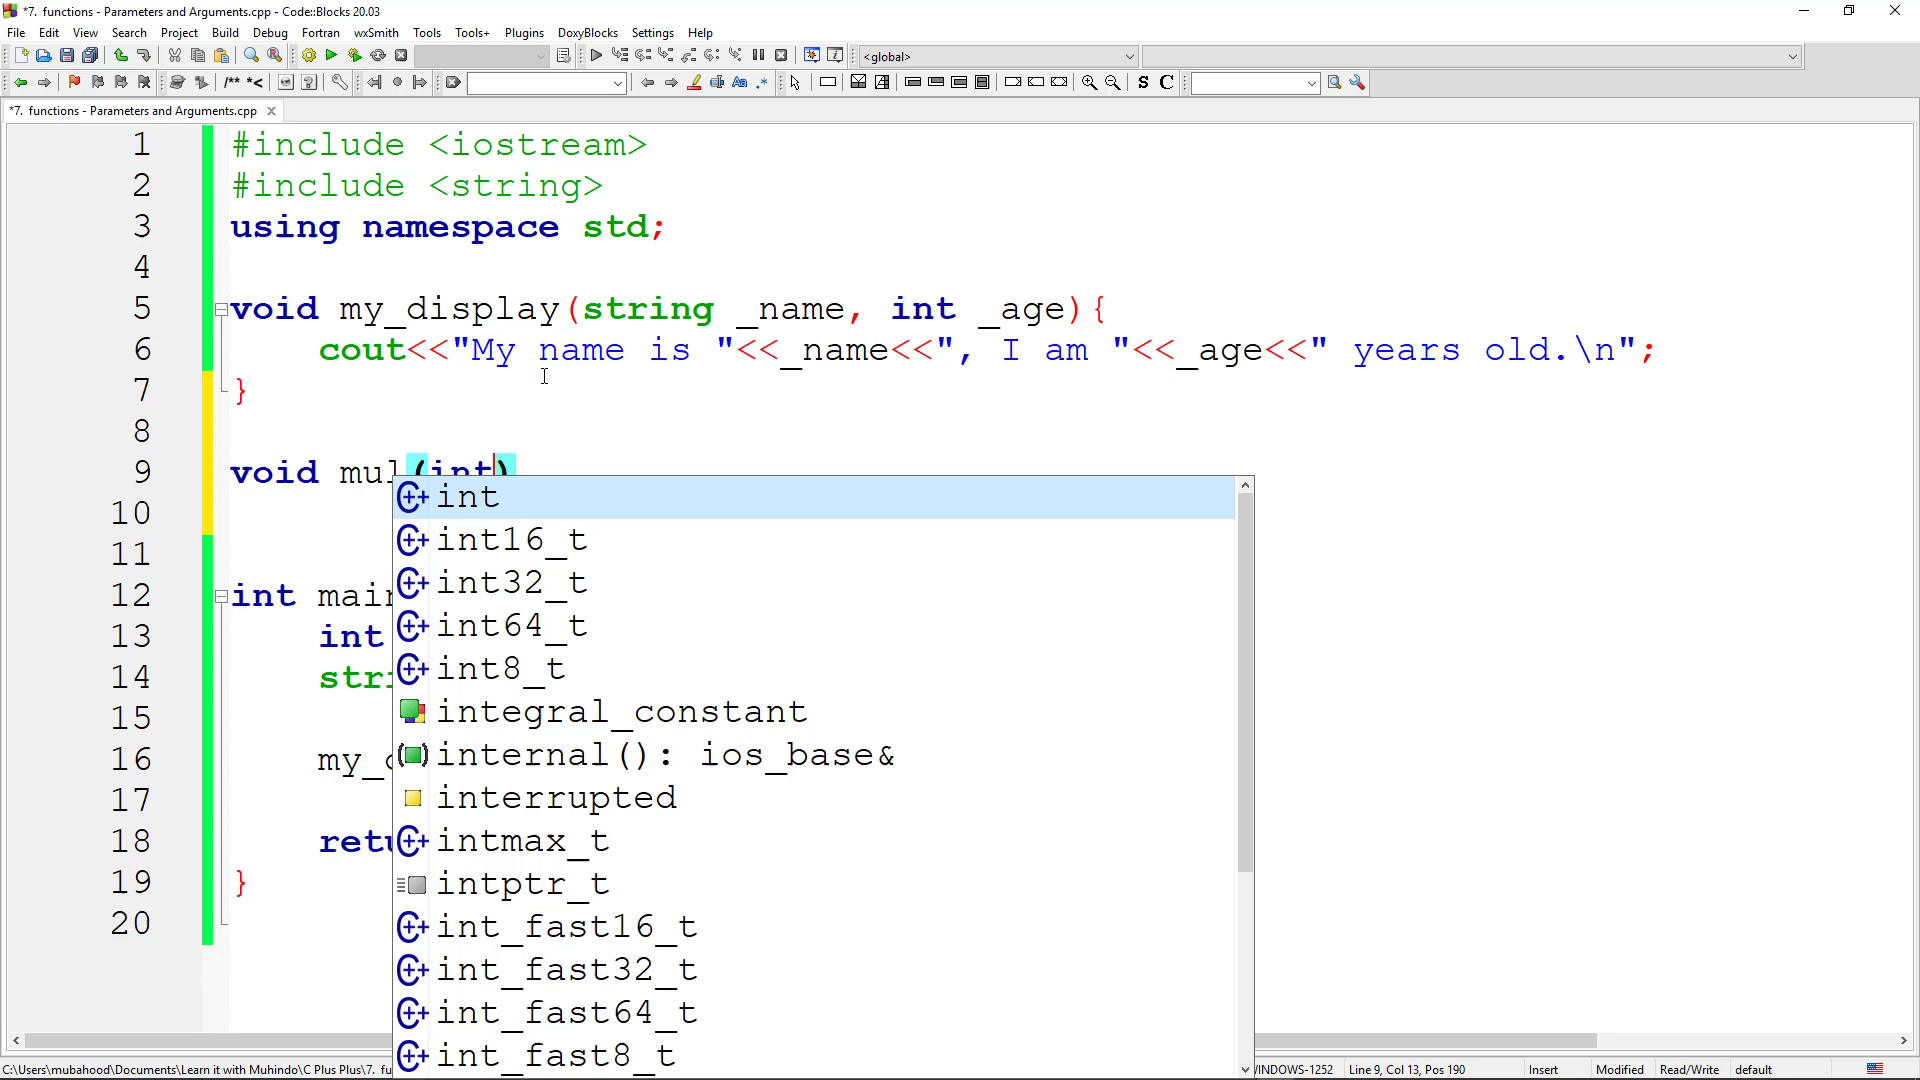 *7. functions - Parameters and Arguments.cpp - Code::Blocks 20.03
File Edit View Search Project Build Debug Fortran wxSmith Tools Tools+ Plugins DoxyBlocks Settings Help
<global>
/** *< Aa .* S C
*7. functions - Parameters and Arguments.cpp
1 #include <iostream>
2 #include <string>
3 using namespace std;
4
5 void my_display(string _name, int _age){
6 cout<<"My name is "<<_name<<", I am "<<_age<<" years old.\n";
7 }
8
9 void mul(int)
int
10
int16_t
11
int32_t
12 int main
int64_t
13 int
int8_t
14 stri
integral_constant
15
internal(): ios_base&
16 my_d
interrupted
17
intmax_t
18 retu
intptr_t
19 }
int_fast16_t
20
int_fast32_t
int_fast64_t
int_fast8_t
C:\Users\mubahood\Documents\Learn it with Muhindo\C Plus Plus\7. fu
INDOWS-1252 Line 9, Col 13, Pos 190 Insert Modified Read/Write default